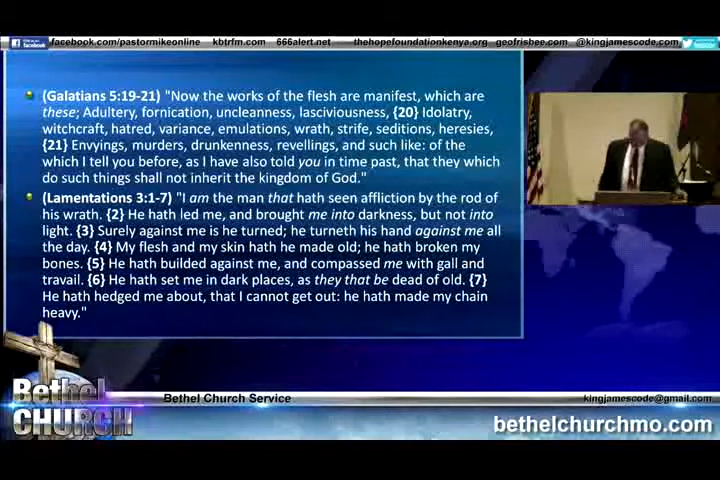 facebook.com/pastormikeonline kbtrfm.com 666alert.net thehopefoundationkenya.org geofrisbee.com @kingjamescode.com
(Galatians 5:19-21) "Now the works of the flesh are manifest, which are
these; Adultery, fornication, uncleanness, lasciviousness, {20} Idolatry,
witchcraft, hatred, variance, emulations, wrath, strife, seditions, heresies,
{21} Envyings, murders, drunkenness, revellings, and such like: of the
which I tell you before, as I have also told you in time past, that they which
do such things shall not inherit the kingdom of God."
(Lamentations 3:1-7) "I am the man that hath seen affliction by the rod of
his wrath. {2} He hath led me, and brought me into darkness, but not into
light. {3} Surely against me is he turned; he turneth his hand against me all
the day. {4} My flesh and my skin hath he made old; he hath broken my
bones. {5} He hath builded against me, and compassed me with gall and
travail. {6} He hath set me in dark places, as they that be dead of old. {7}
He hath hedged me about, that I cannot get out: he hath made my chain
heavy."
Bethel
CHURCH
Bethel Church Service
kingjamescode@gmail.com
bethelchurchmo.com